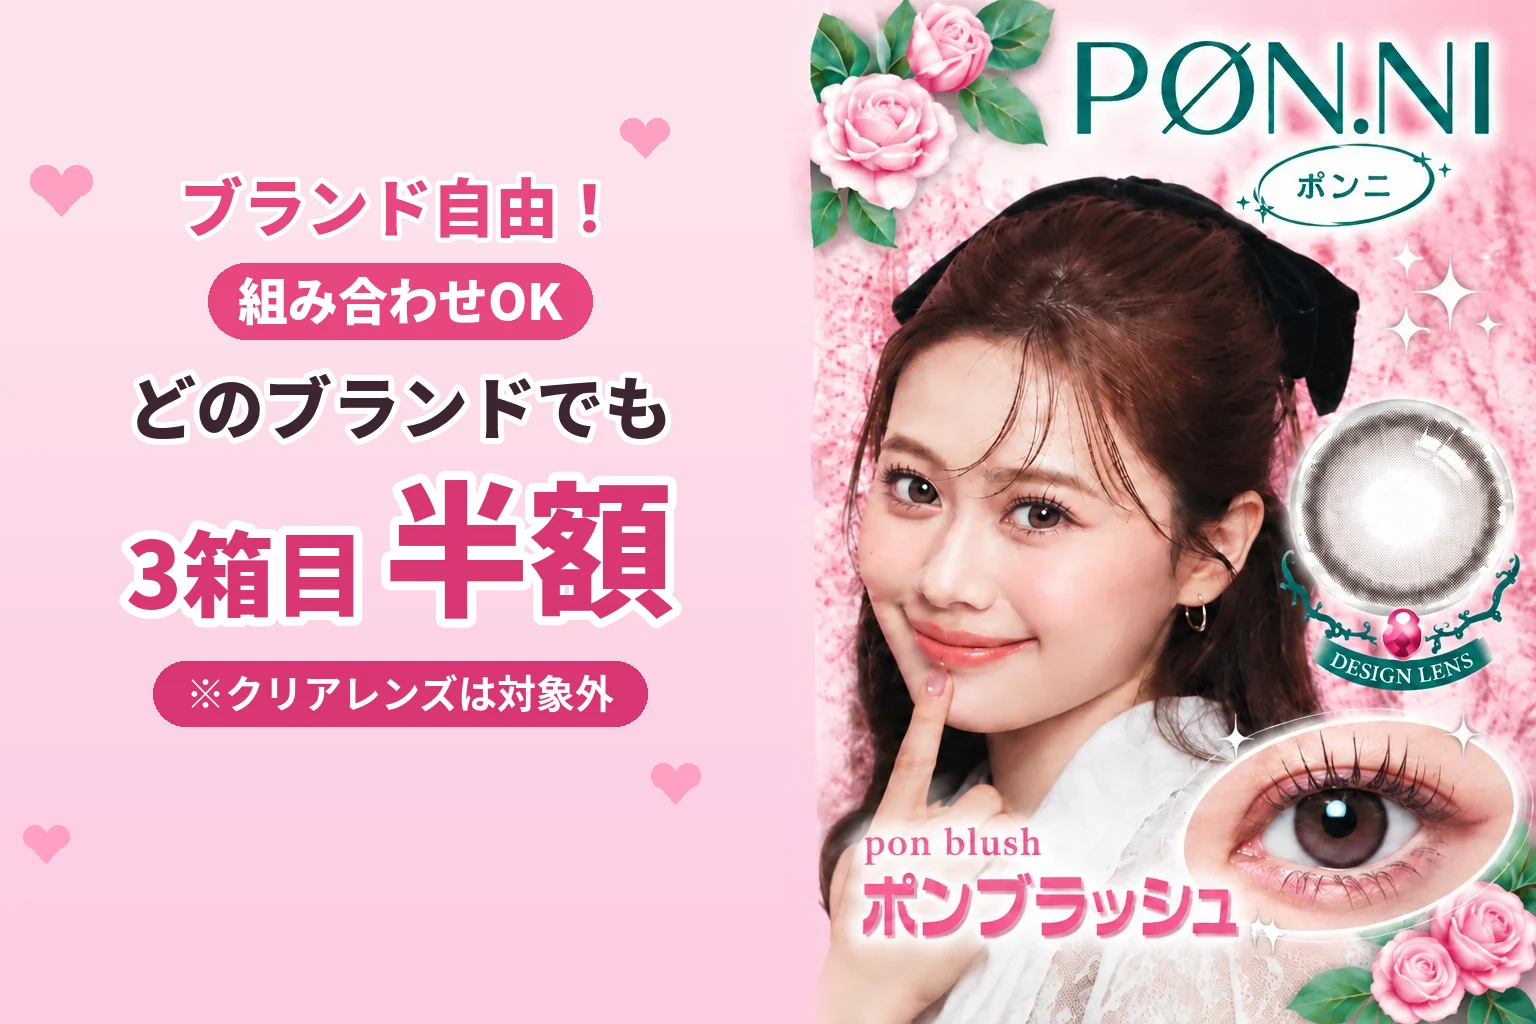 ブランド自由！
組み合わせOK
どのブランドでも
3箱目 半額
※クリアレンズは対象外
PØN.NI
ポンニ
DESIGN LENS
pon blush
ポンブラッシュ